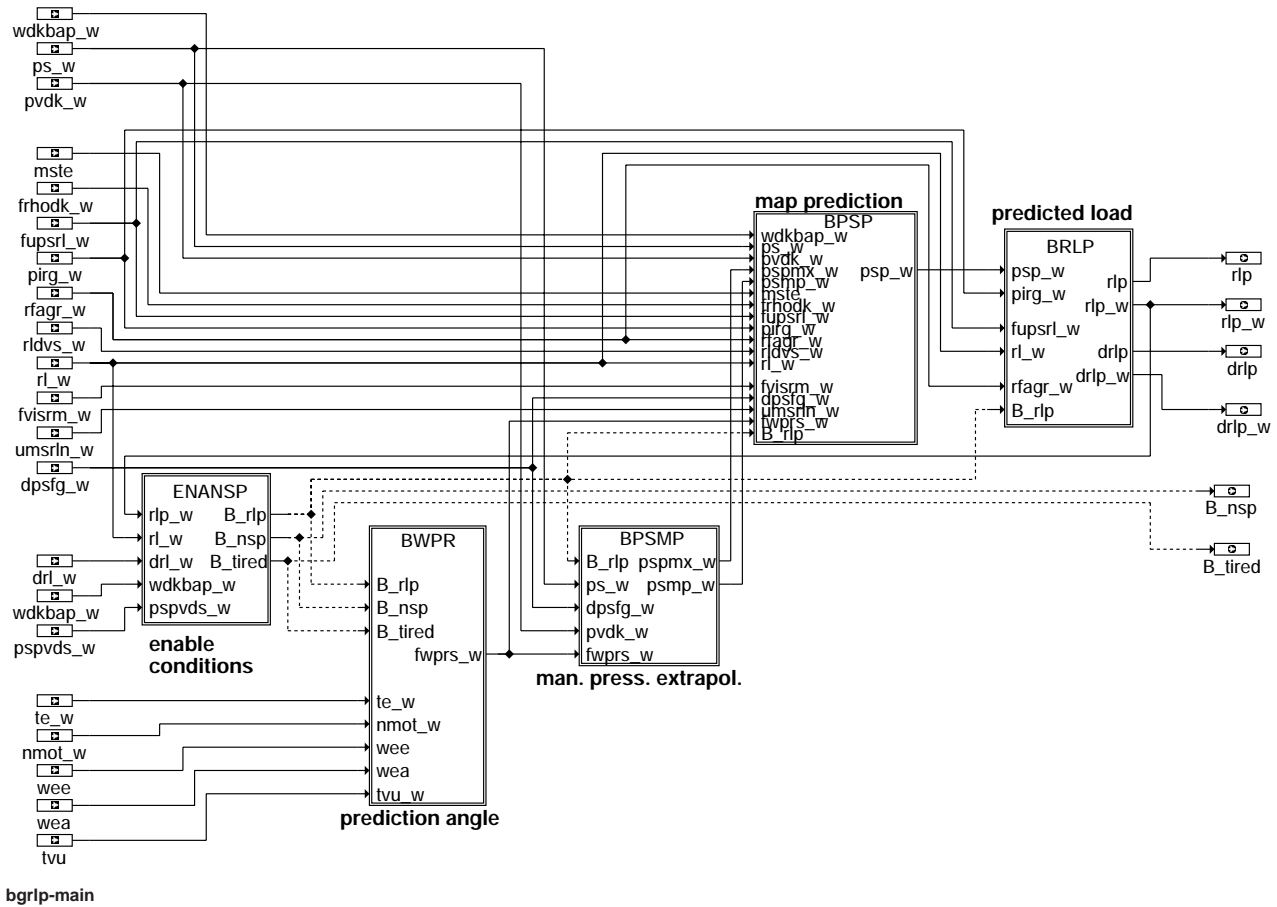 wdkbap_w
ps_w
pvdk_w
mste
frhodk_w
fupsrl_w
pirg_w
rfagr_w
rldvs_w
rl_w
fvisrm_w
umsrln_w
dpsfg_w
drl_w
wdkbap_w
pspvds_w
te_w
nmot_w
wee
wea
tvu
ENANSP
rlp_w
rl_w
drl_w
wdkbap_w
pspvds_w
B_rlp
B_nsp
B_tired
enable
conditions
BWPR
B_rlp
B_nsp
B_tired
fwprs_w
te_w
nmot_w
wee
wea
tvu_w
prediction angle
BPSMP
B_rlp
ps_w
dpsfg_w
pvdk_w
fwprs_w
pspmx_w
psmp_w
man. press. extrapol.
map prediction
BPSP
wdkbap_w
ps_w
pvdk_w
pspmx_w
psmp_w
mste
frhodk_w
fupsrl_w
pirg_w
rfagr_w
rldvs_w
rl_w
fvisrm_w
dpsfg_w
umsrln_w
fwprs_w
B_rlp
psp_w
predicted load
BRLP
psp_w
pirg_w
fupsrl_w
rl_w
rfagr_w
B_rlp
rlp
rlp_w
drlp
drlp_w
rlp
rlp_w
drlp
drlp_w
B_nsp
B_tired
bgrlp-main